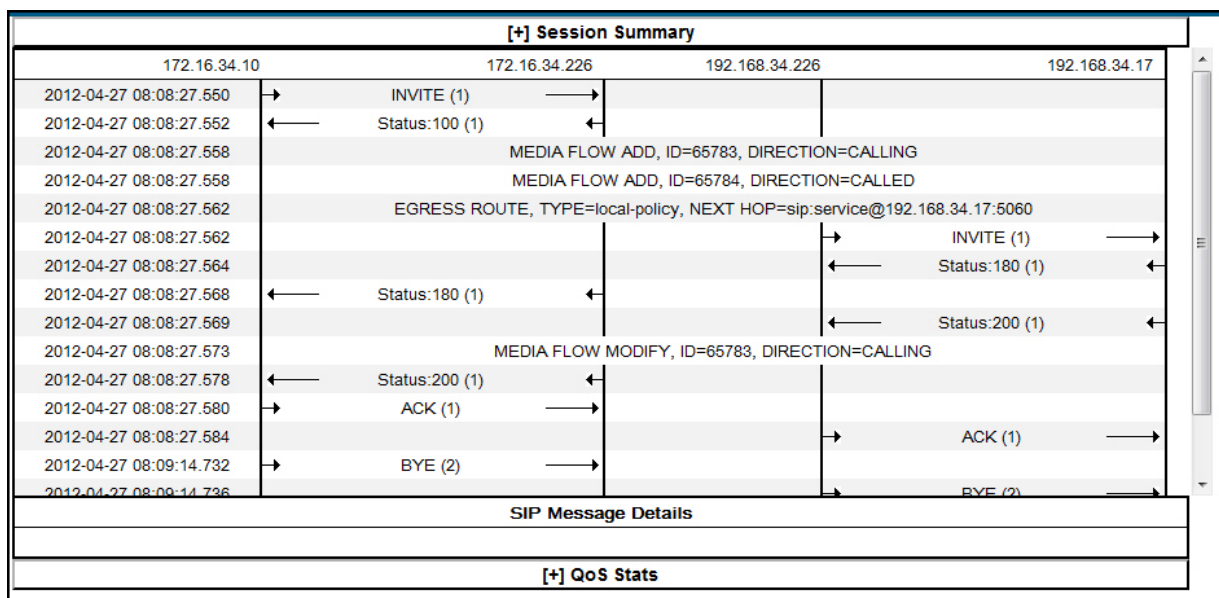 [+] Session Summary
172.16.34.10 172.16.34.226 192.168.34.226 192.168.34.17
2012-04-27 08:08:27.550 INVITE (1)
2012-04-27 08:08:27.552 Status:100 (1)
2012-04-27 08:08:27.558 MEDIA FLOW ADD, ID=65783, DIRECTION=CALLING
2012-04-27 08:08:27.558 MEDIA FLOW ADD, ID=65784, DIRECTION=CALLED
2012-04-27 08:08:27.562 EGRESS ROUTE, TYPE=local-policy, NEXT HOP=sip:service@192.168.34.17:5060
2012-04-27 08:08:27.562 INVITE (1)
2012-04-27 08:08:27.564 Status:180 (1)
2012-04-27 08:08:27.568 Status:180 (1)
2012-04-27 08:08:27.569 Status:200 (1)
2012-04-27 08:08:27.573 MEDIA FLOW MODIFY, ID=65783, DIRECTION=CALLING
2012-04-27 08:08:27.578 Status:200 (1)
2012-04-27 08:08:27.580 ACK (1)
2012-04-27 08:08:27.584 ACK (1)
2012-04-27 08:09:14.732 BYE (2)
2012-04-27 08:09:14.736 BYE (2)
SIP Message Details
[+] QoS Stats